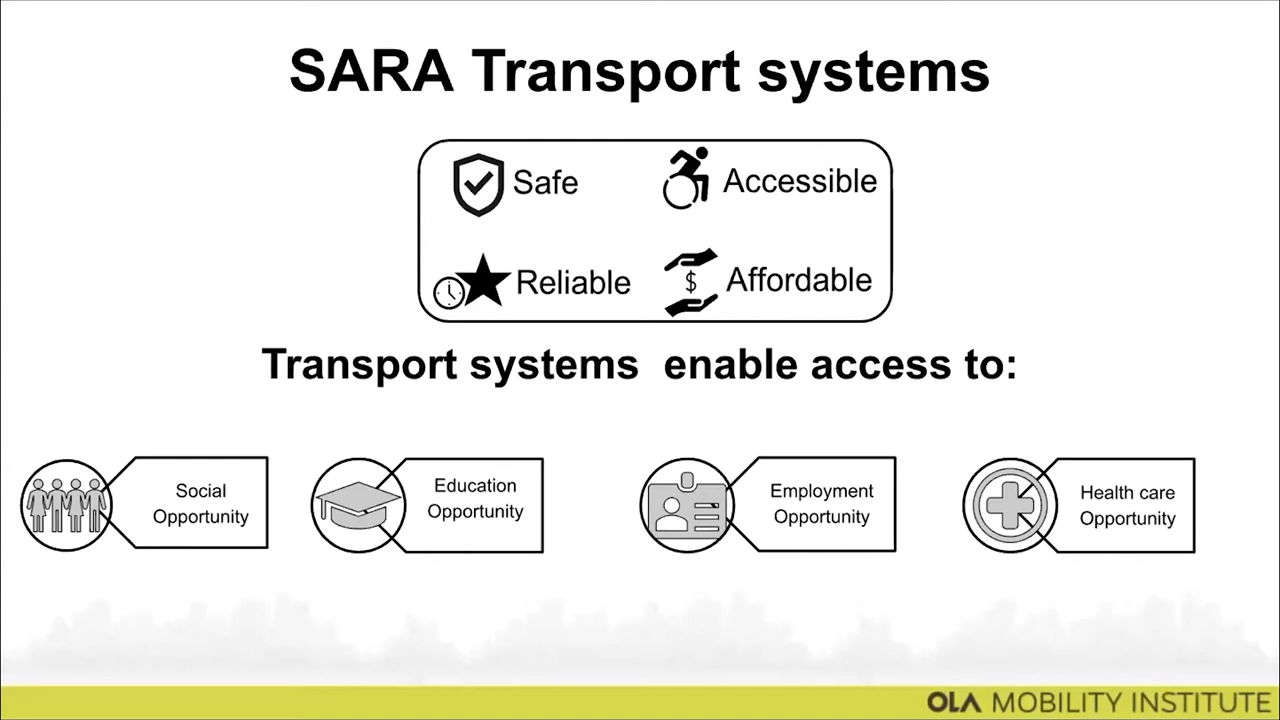 SARA Transport systems
Safe
Accessible
Reliable
$
Affordable
Transport systems enable access to:
Social
Opportunity
Education
Opportunity
Employment
Opportunity
Health care
Opportunity
OLA MOBILITY INSTITUTE